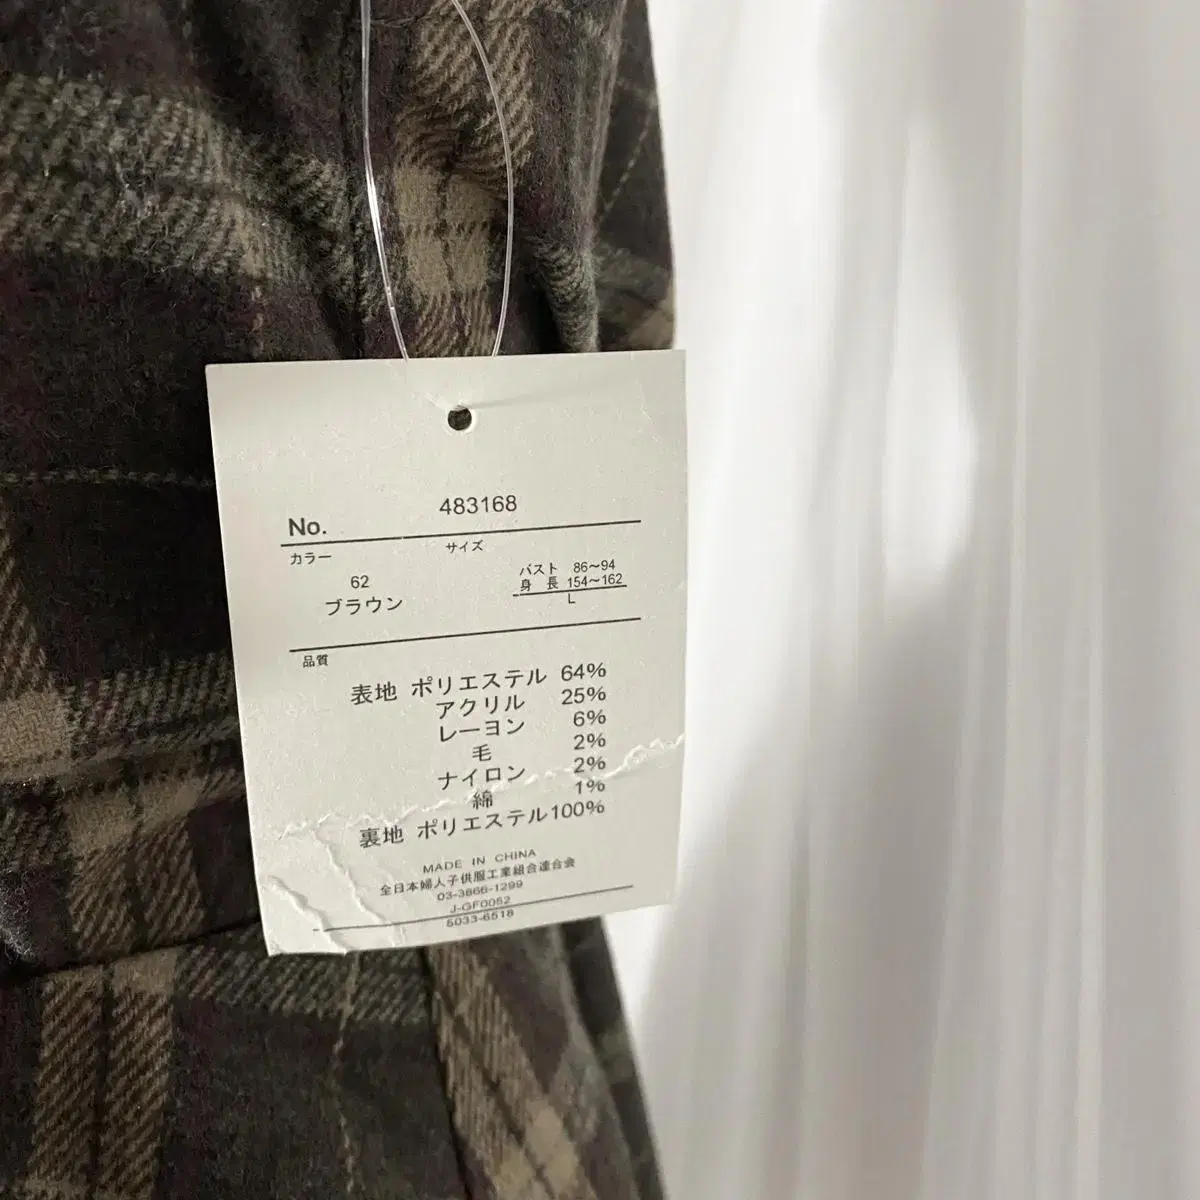 No. 483168
カラー サイズ
62 バスト 86～94
ブラウン 身 長 154～162
L
品質
表地 ポリエステル 64%
アクリル 25%
レーヨン 6%
毛 2%
ナイロン 2%
綿 1%
裏地 ポリエステル100%
MADE IN CHINA
全日本婦人子供服工業組合連合会
03-3866-1299
J-GF0052
5033-6518